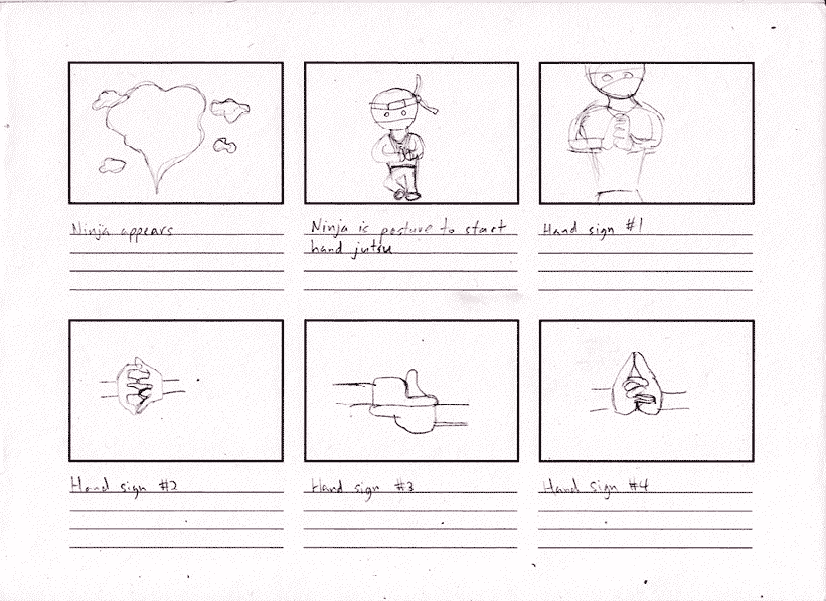 Ninja appears
Ninja is posture to start
hand jutsu
Hand sign #1
Hand sign #2
Hand sign #3
Hand sign #4